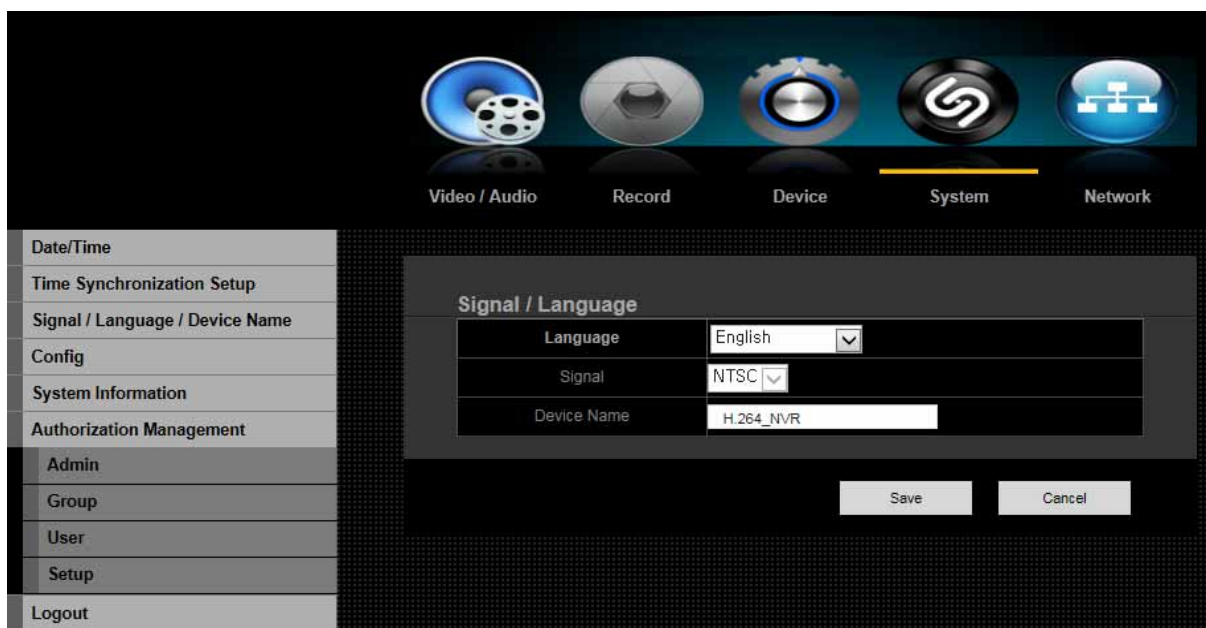 Video / Audio
Record
Device
System
Network
Date/Time
Time Synchronization Setup
Signal / Language / Device Name
Config
System Information
Authorization Management
Admin
Group
User
Setup
Logout
Signal / Language
Language
English
Signal
NTSC
Device Name
H.264_NVR
Save
Cancel